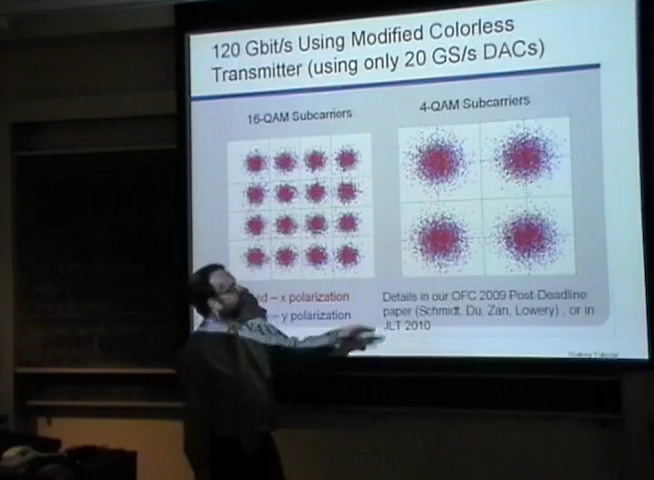 120 Gbit/s Using Modified Colorless
Transmitter (using only 20 GS/s DACs)
16-QAM Subcarriers
4-QAM Subcarriers
– x polarization
– y polarization
Details in our OFC 2009 Post-Deadline
paper (Schmidt, Du, Zan, Lowery) , or in
JLT 2010